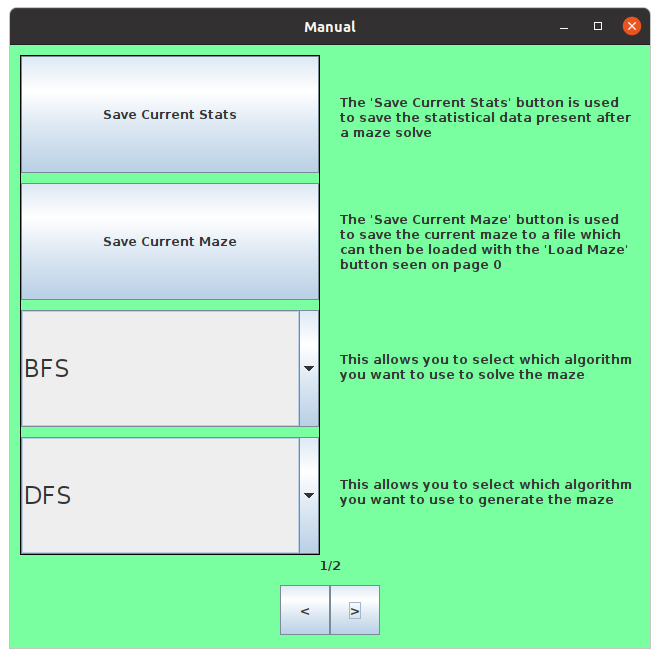 Manual
Save Current Stats
The 'Save Current Stats' button is used
to save the statistical data present after
a maze solve
Save Current Maze
The 'Save Current Maze' button is used
to save the current maze to a file which
can then be loaded with the 'Load Maze'
button seen on page 0
BFS
This allows you to select which algorithm
you want to use to solve the maze
DFS
This allows you to select which algorithm
you want to use to generate the maze
1/2
< >